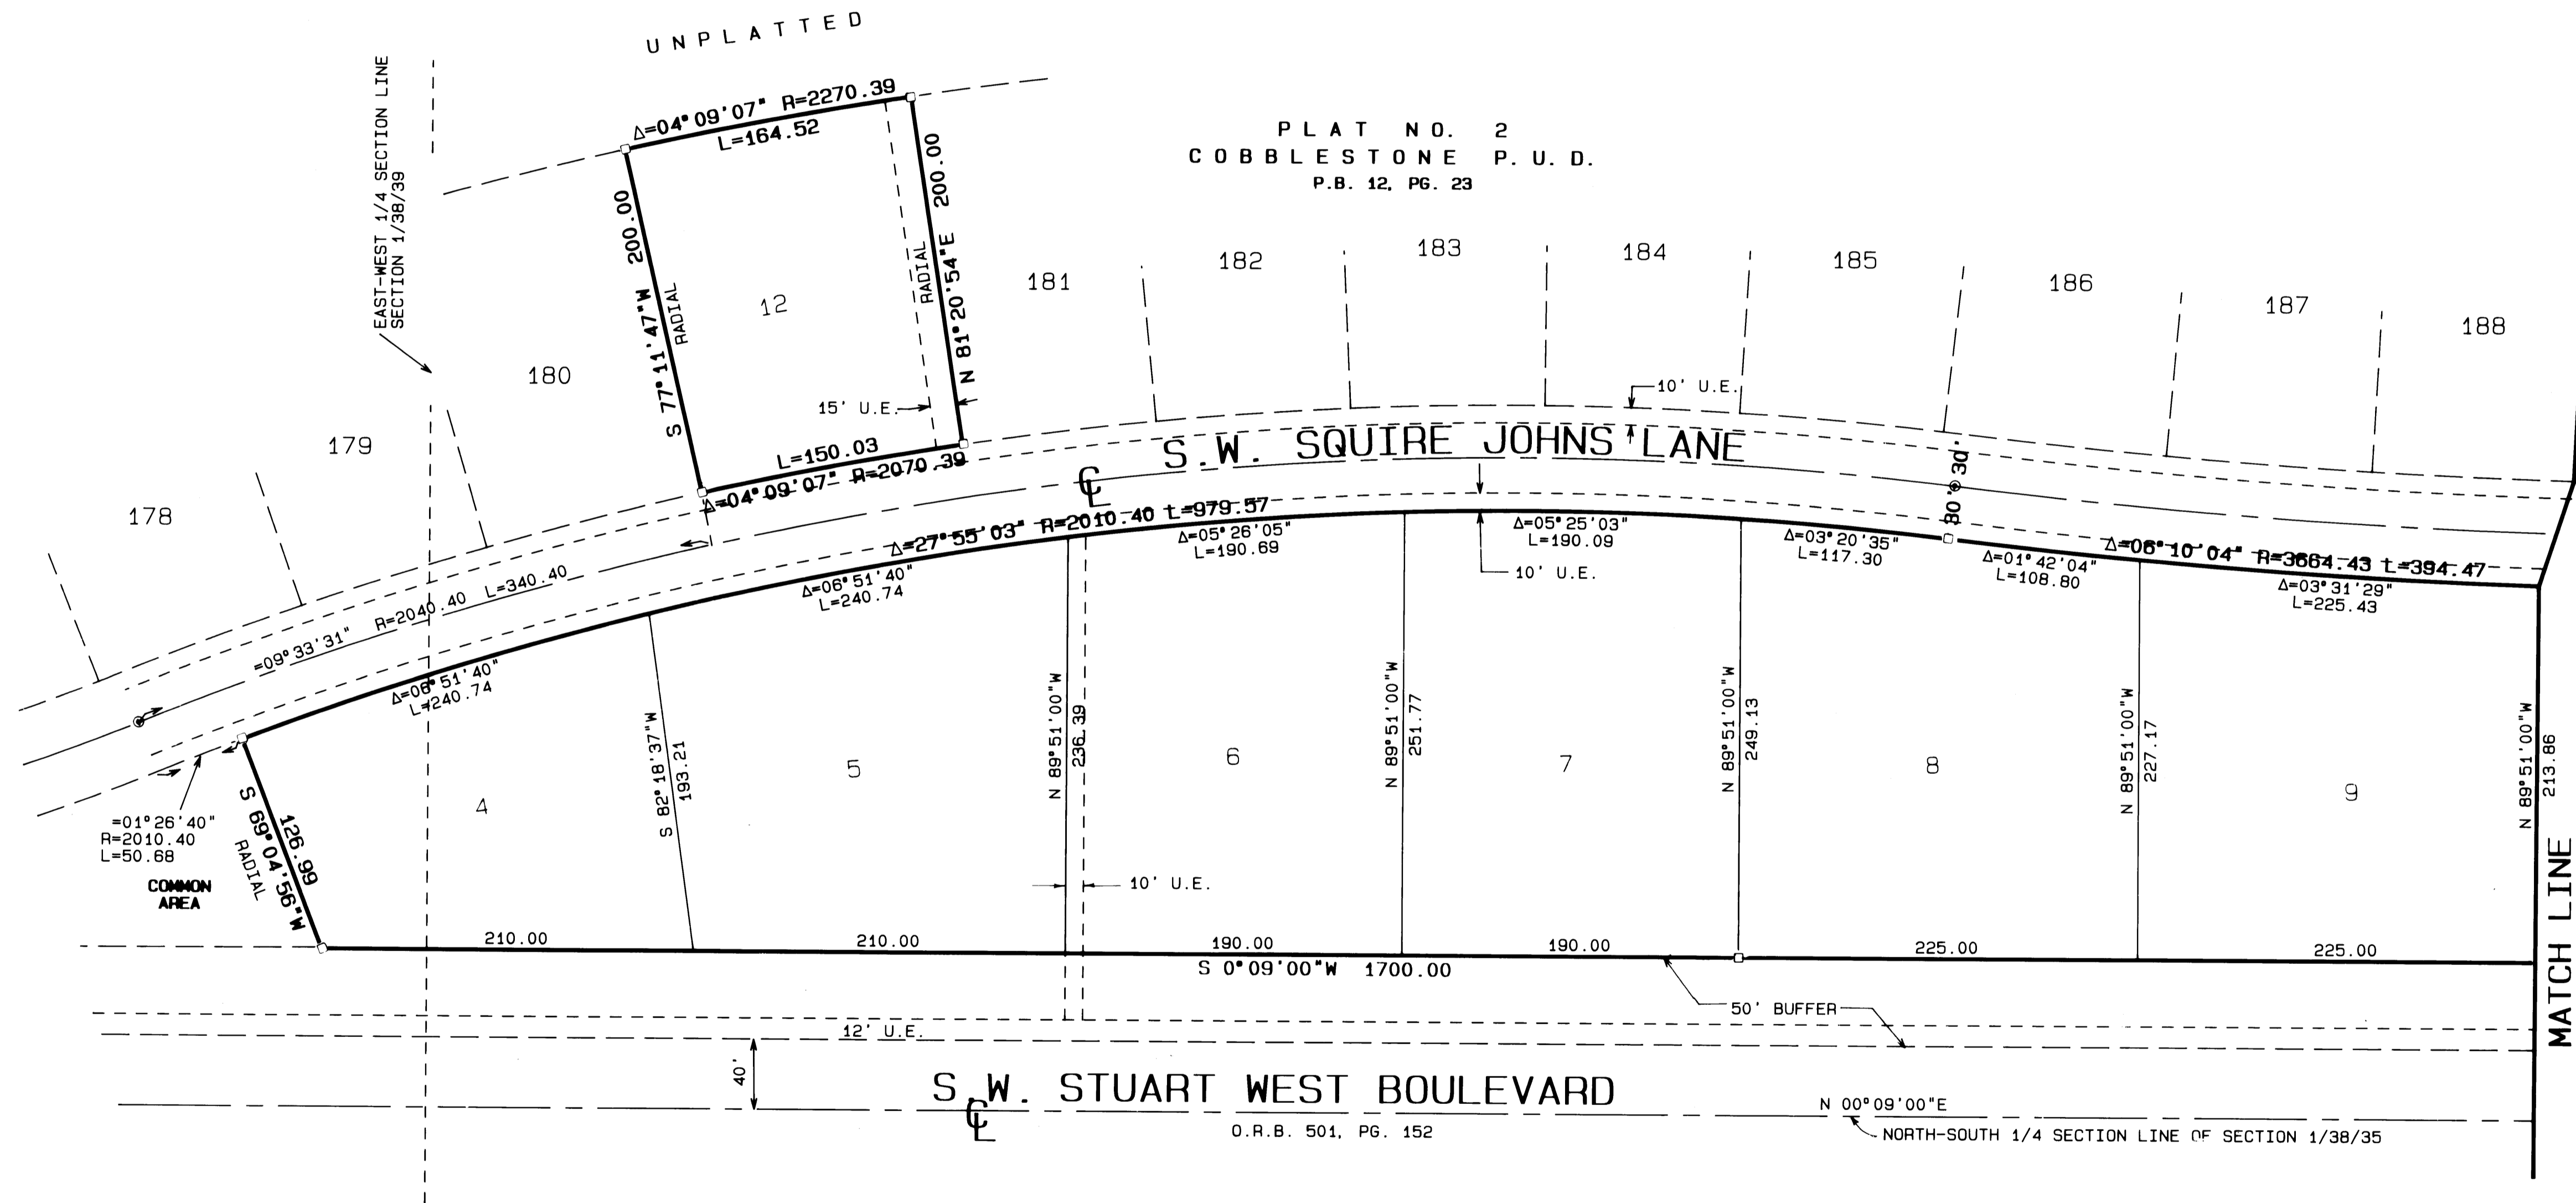 UNPLATTED
EAST-WEST 1/4 SECTION LINE
SECTION 1/38/39
Δ=04°09'07" R=2270.39
L=164.52
PLAT NO. 2
COBBLESTONE P.U.D.
P.B. 12, PG. 23
S 77°11'47"W 200.00
RADIAL
12
RADIAL
N 81°20'54"E 200.00
15' U.E.
L=150.03
Δ=04°09'07" R=2070.39
178
179
180
181
182
183
184
185
186
187
188
10' U.E.
S.W. SQUIRE JOHNS LANE
CL
30' 30'
Δ=27°55'03" R=2010.40 L=979.57
Δ=06°10'04" R=3664.43 L=394.47
=09°33'31" R=2040.40 L=340.40
Δ=06°51'40"
L=240.74
Δ=06°51'40"
L=240.74
Δ=05°26'05"
L=190.69
Δ=05°25'03"
L=190.09
Δ=03°20'35"
L=117.30
Δ=01°42'04"
L=108.80
Δ=03°31'29"
L=225.43
10' U.E.
=01°26'40"
R=2010.40
L=50.68
COMMON
AREA
126.99
S 69°04'56"W
RADIAL
4
S 82°18'37"W
193.21
5
N 89°51'00"W
236.39
6
N 89°51'00"W
251.77
7
N 89°51'00"W
249.13
8
N 89°51'00"W
227.17
9
N 89°51'00"W
213.86
MATCH LINE
10' U.E.
210.00
210.00
190.00
190.00
225.00
225.00
S 0°09'00"W 1700.00
50' BUFFER
12' U.E.
40'
S.W. STUART WEST BOULEVARD
CL
O.R.B. 501, PG. 152
N 00°09'00"E
NORTH-SOUTH 1/4 SECTION LINE OF SECTION 1/38/35